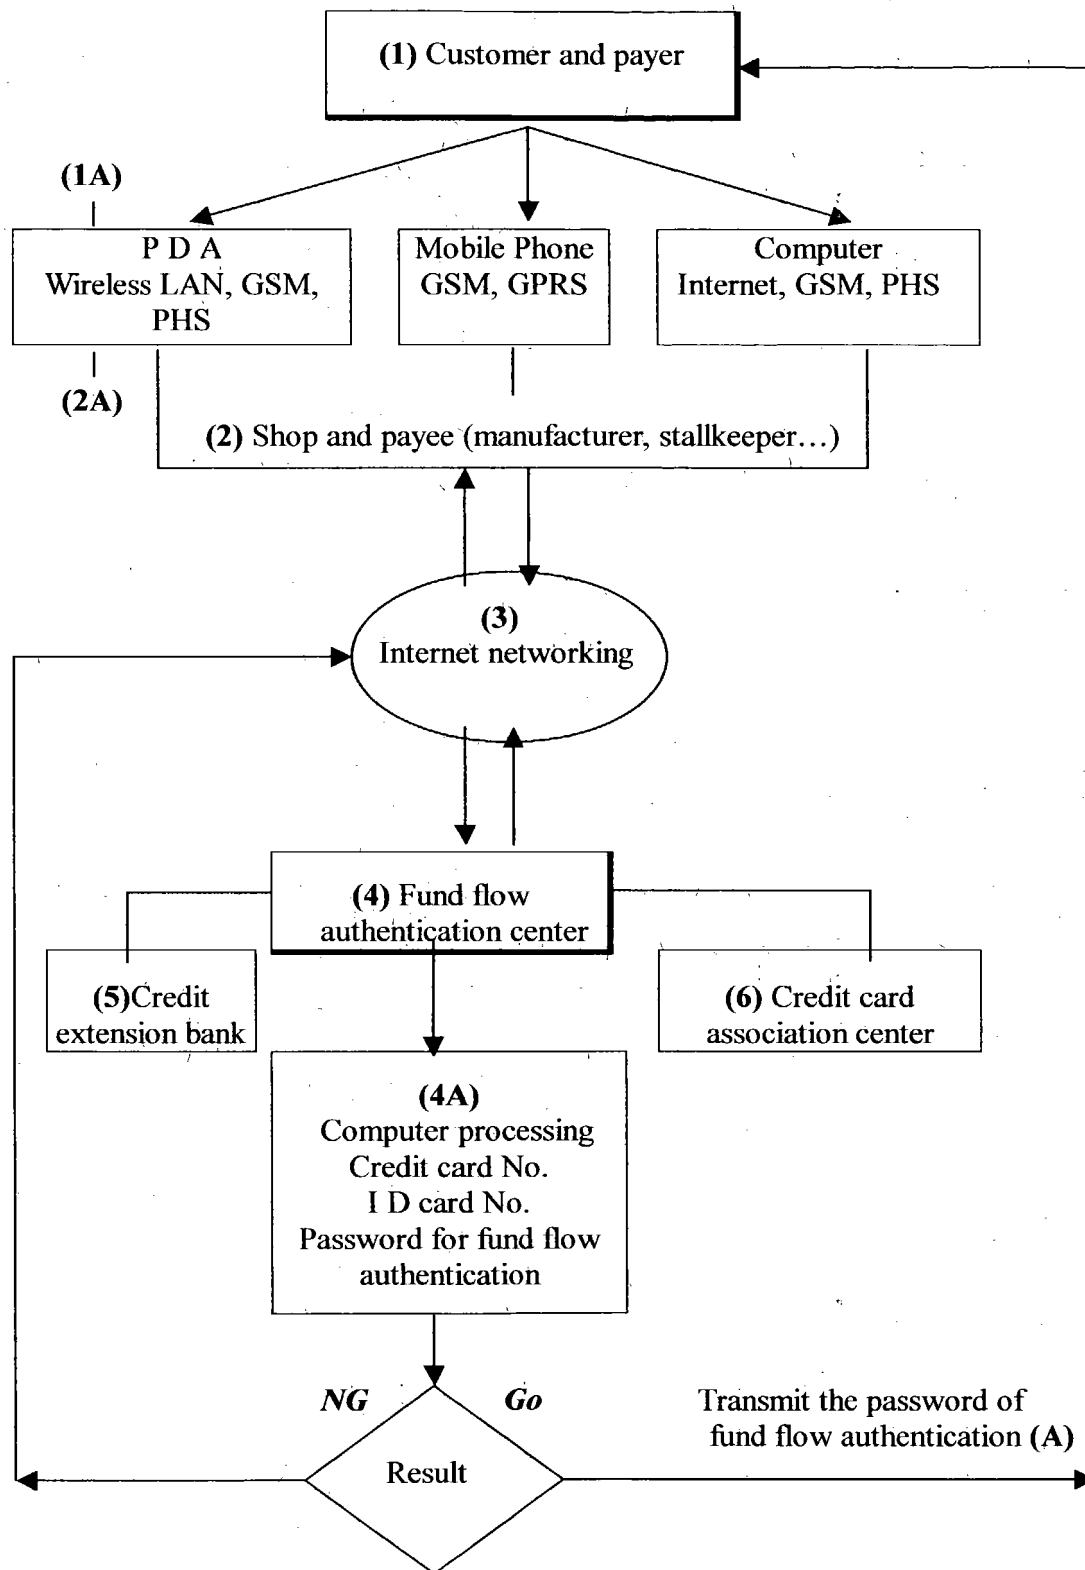 (1) Customer and payer
(1A)
P D A
Wireless LAN, GSM,
PHS
Mobile Phone
GSM, GPRS
Computer
Internet, GSM, PHS
(2A)
(2) Shop and payee (manufacturer, stallkeeper…)
(3)
Internet networking
(4) Fund flow
authentication center
(5)Credit
extension bank
(6) Credit card
association center
(4A)
Computer processing
Credit card No.
I D card No.
Password for fund flow
authentication
NG
Go
Result
Transmit the password of
fund flow authentication (A)